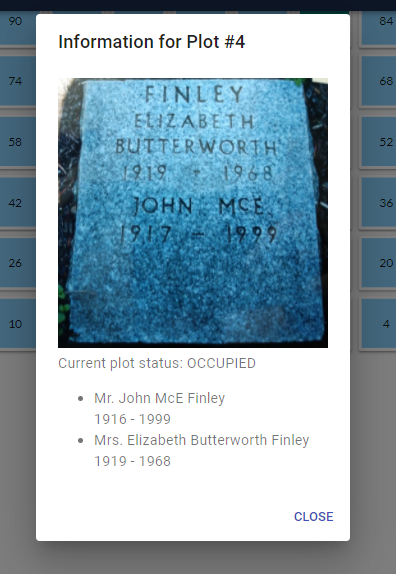 90
84
Information for Plot #4
FINLEY
ELIZABETH
BUTTERWORTH
1919 - 1968
JOHN MCE
1917 - 1999
74
68
58
52
42
36
26
20
10
4
Current plot status: OCCUPIED
Mr. John McE Finley
1916 - 1999
Mrs. Elizabeth Butterworth Finley
1919 - 1968
CLOSE